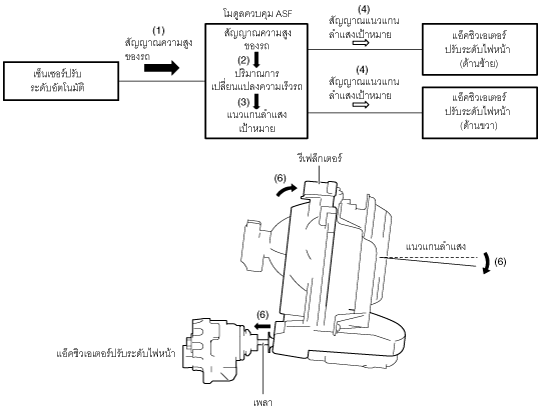 โมดูลควบคุม ASF
(1)
สัญญาณความสูง
ของรถ
เซ็นเซอร์ปรับ
ระดับอัตโนมัติ
สัญญาณความสูง
ของรถ
(2)
ปริมาณการ
เปลี่ยนแปลงความเร็วรถ
(3)
แนวแกนลำแสง
เป้าหมาย
(4)
สัญญาณแนวแกน
ลำแสงเป้าหมาย
แอ็คชิวเอเตอร์
ปรับระดับไฟหน้า
(ด้านซ้าย)
(4)
สัญญาณแนวแกน
ลำแสงเป้าหมาย
แอ็คชิวเอเตอร์
ปรับระดับไฟหน้า
(ด้านขวา)
รีเฟล็กเตอร์
(6)
แนวแกนลำแสง
(6)
(6)
แอ็คชิวเอเตอร์ปรับระดับไฟหน้า
เพลา